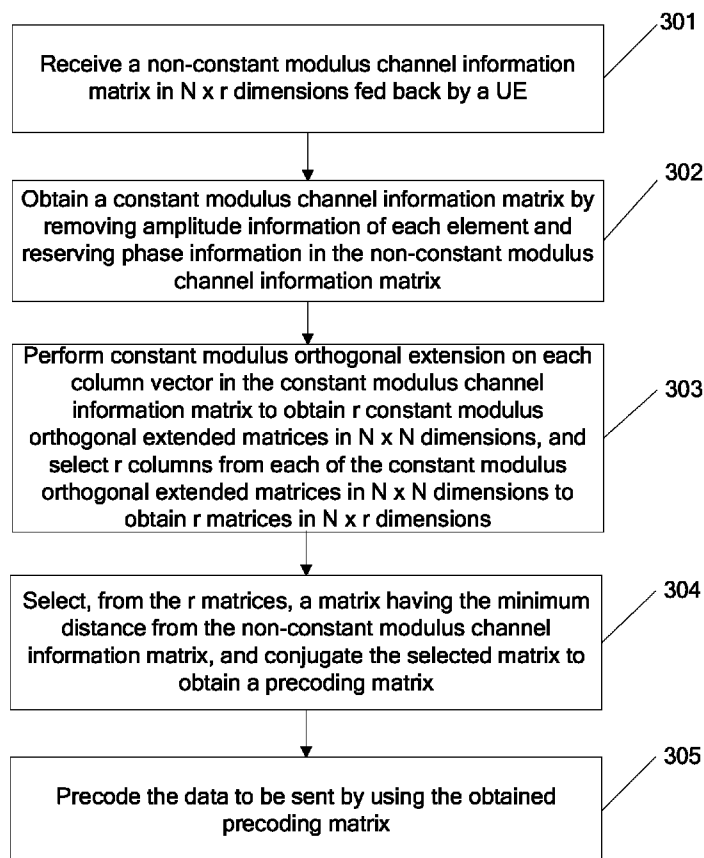 301
Receive a non-constant modulus channel information
matrix in N x r dimensions fed back by a UE
302
Obtain a constant modulus channel information matrix by
removing amplitude information of each element and
reserving phase information in the non-constant modulus
channel information matrix
303
Perform constant modulus orthogonal extension on each
column vector in the constant modulus channel
information matrix to obtain r constant modulus
orthogonal extended matrices in N x N dimensions, and
select r columns from each of the constant modulus
orthogonal extended matrices in N x N dimensions to
obtain r matrices in N x r dimensions
304
Select, from the r matrices, a matrix having the minimum
distance from the non-constant modulus channel
information matrix, and conjugate the selected matrix to
obtain a precoding matrix
305
Precode the data to be sent by using the obtained
precoding matrix